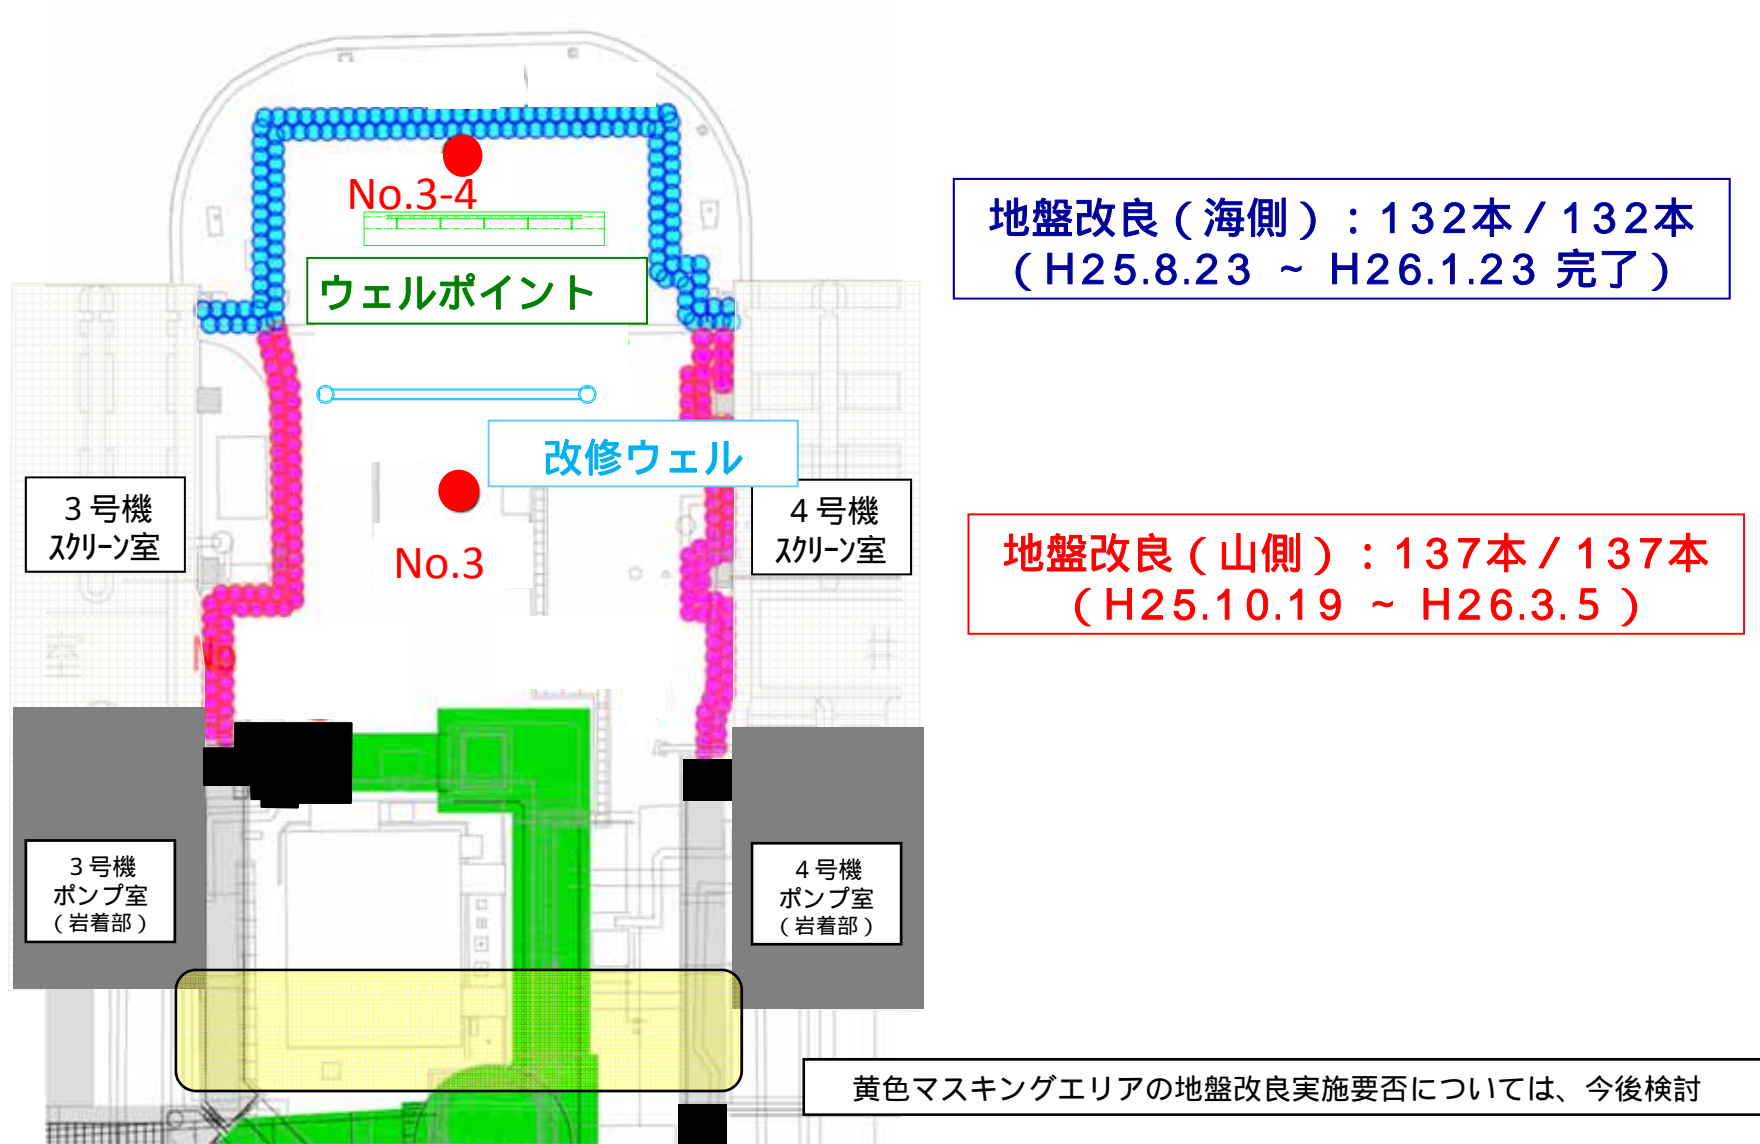 No.3-4
ウェルポイント
改修ウェル
No.3
3号機
スクリーン室
4号機
スクリーン室
3号機
ポンプ室
(岩着部)
4号機
ポンプ室
(岩着部)
地盤改良(海側):132本/132本
(H25.8.23 ~ H26.1.23 完了)
地盤改良(山側):137本/137本
(H25.10.19 ~ H26.3.5)
黄色マスキングエリアの地盤改良実施要否については、今後検討